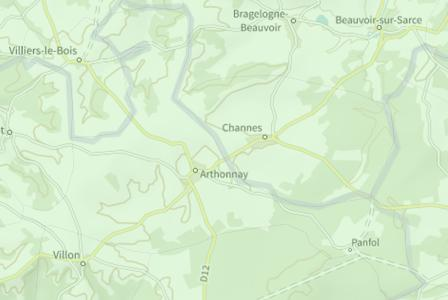 Bragelogne-
Beauvoir
Beauvoir-sur-Sarce
Villiers-le-Bois
t
Channes
Arthonnay
Villon
Panfol
D12